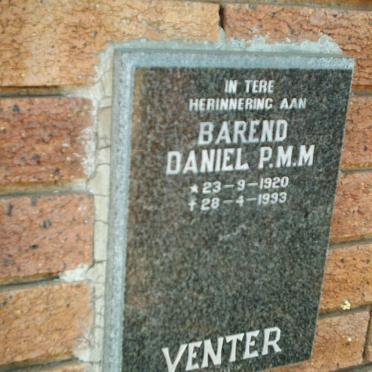 IN TERE
HERINNERING AAN
BAREND
DANIEL P.M.M
★ 23-9-1920
✝ 28-4-1993
VENTER